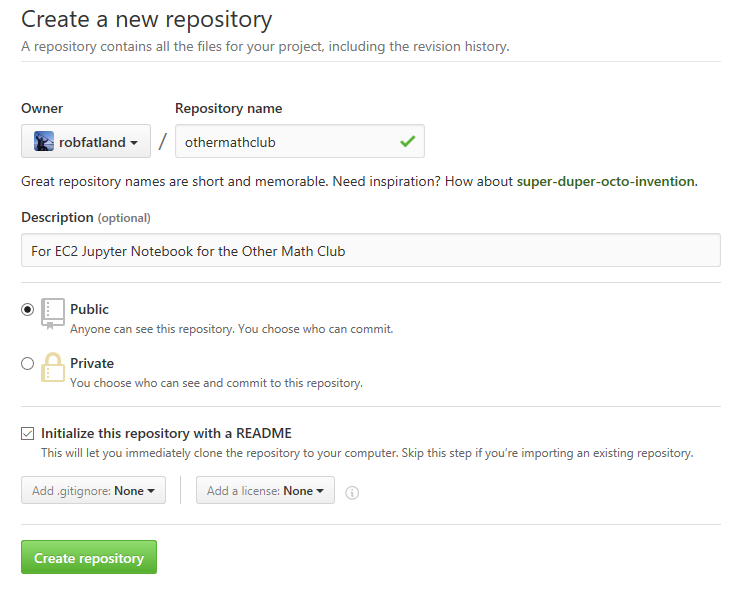 Create a new repository
A repository contains all the files for your project, including the revision history.
Owner
Repository name
robfatland / othermathclub
Great repository names are short and memorable. Need inspiration? How about super-duper-octo-invention.
Description (optional)
For EC2 Jupyter Notebook for the Other Math Club
Public
Anyone can see this repository. You choose who can commit.
Private
You choose who can see and commit to this repository.
Initialize this repository with a README
This will let you immediately clone the repository to your computer. Skip this step if you’re importing an existing repository.
Add .gitignore: None
Add a license: None
Create repository